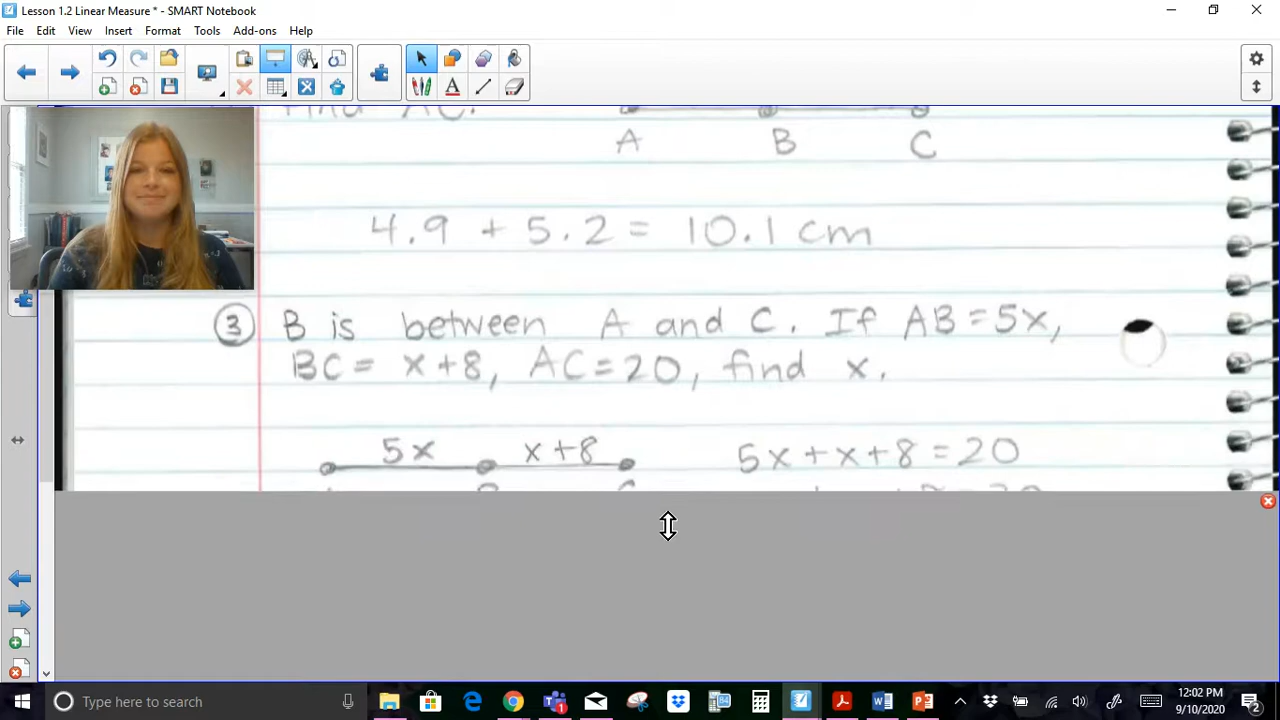 Lesson 1.2 Linear Measure * - SMART Notebook
File Edit View Insert Format Tools Add-ons Help
Find AC.
A B C
4.9 + 5.2 = 10.1 cm
3 B is between A and C. If AB=5x,
BC= x+8, AC=20, find x.
5x x+8 5x+x+8=20
Type here to search
12:02 PM
9/10/2020